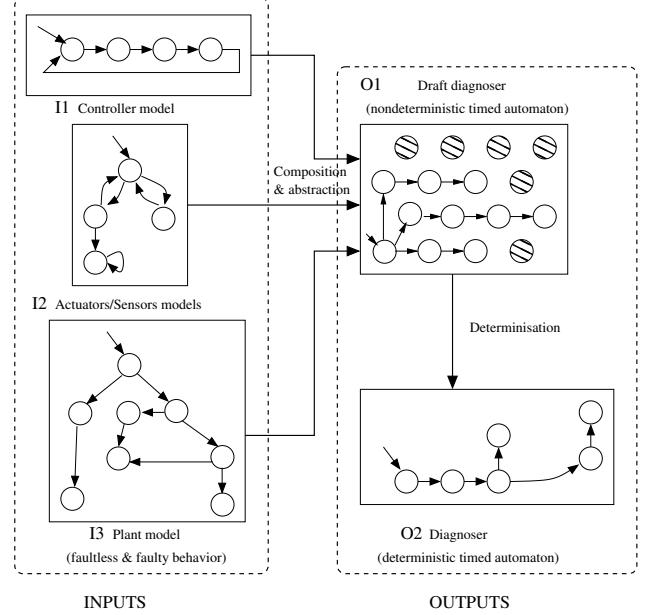 I1 Controller model
I2 Actuators/Sensors models
I3 Plant model
(faultless & faulty behavior)
INPUTS
Composition
& abstraction
O1 Draft diagnoser
(nondeterministic timed automaton)
Determinisation
O2 Diagnoser
(deterministic timed automaton)
OUTPUTS